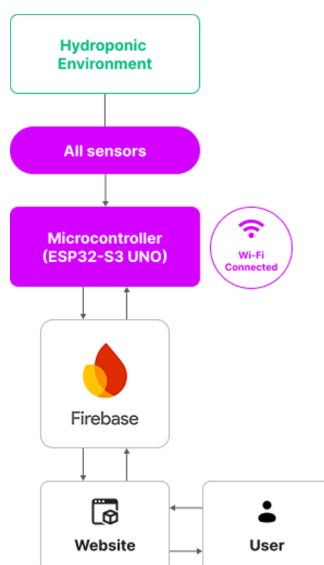 Hydroponic
Environment
All sensors
Microcontroller
(ESP32-S3 UNO)
Wi-Fi
Connected
Firebase
Website
User